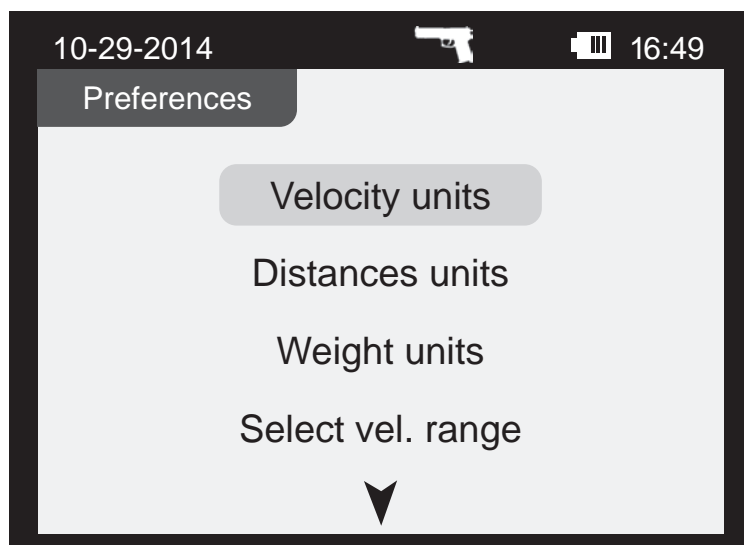 10-29-2014 16:49
Preferences
Velocity units
Distances units
Weight units
Select vel. range